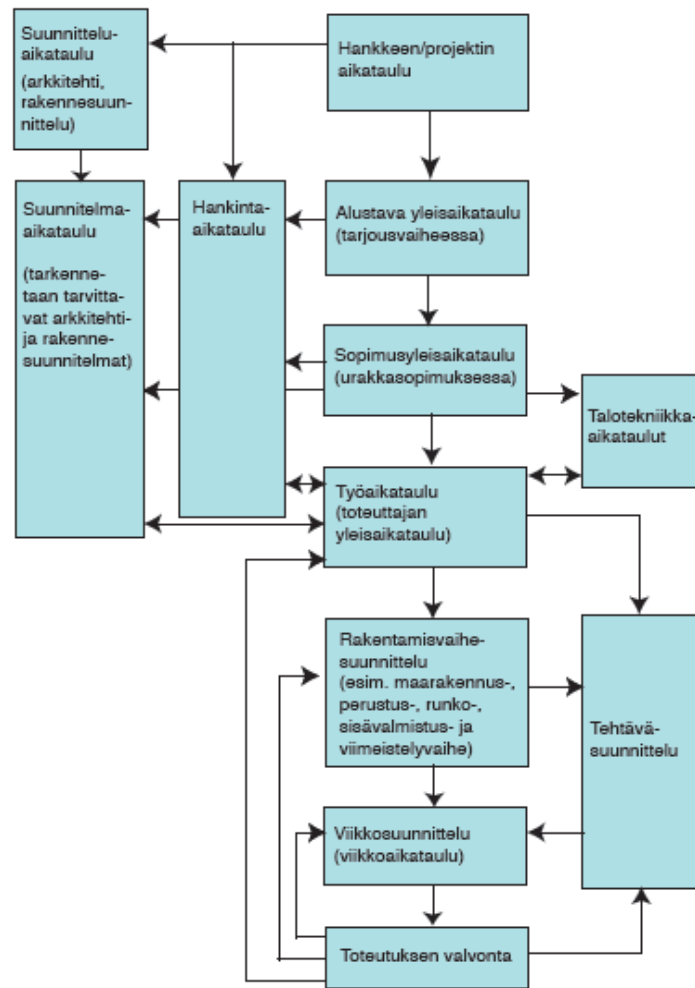 Suunnittelu-
aikataulu
(arkkitehti,
rakennesuun-
nittelu)
Hankkeen/projektin
aikataulu
Suunnitelma-
aikataulu
(tarkenne-
taan tarvitta-
vat arkkitehti-
ja rakenne-
suunnitelmat)
Hankinta-
aikataulu
Alustava yleisaikataulu
(tarjousvaiheessa)
Sopimusyleisaikataulu
(urakkasopimuksessa)
Talotekniikka-
aikataulut
Työaikataulu
(toteuttajan
yleisaikataulu)
Rakentamisvaihe-
suunnittelu
(esim. maarakennus-,
perustus-, runko-,
sisävalmistus- ja
viimeistelyvaihe)
Tehtävä-
suunnittelu
Viikkosuunnittelu
(viikkoaikataulu)
Toteutuksen valvonta